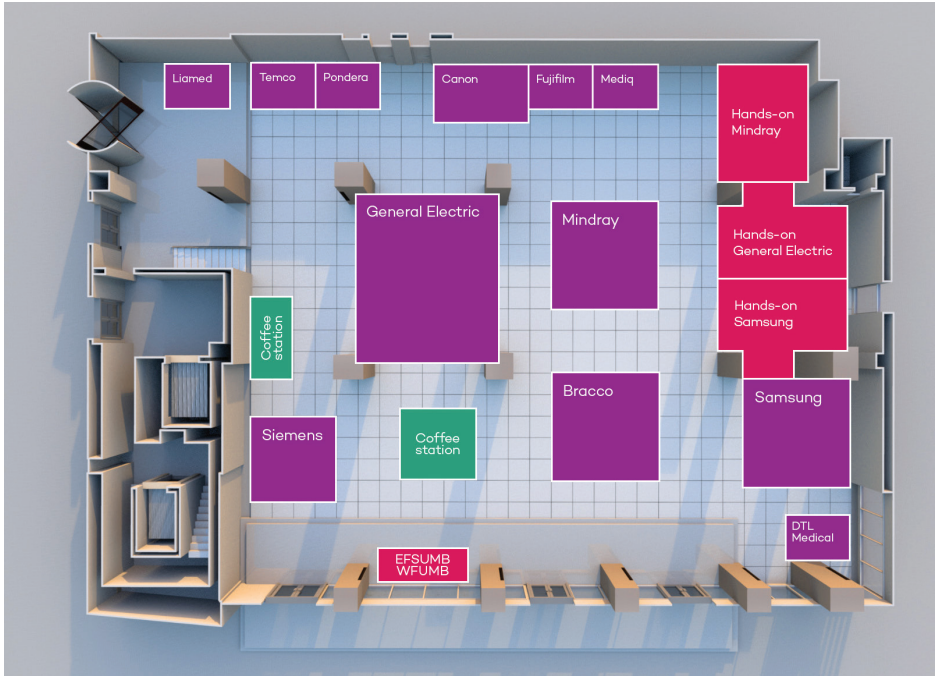 Liamed
Temco
Pondera
Canon
Fujifilm
Mediq
Hands-on
Mindray
General Electric
Mindray
Hands-on
General Electric
Hands-on
Samsung
Coffee
station
Siemens
Coffee
station
Bracco
Samsung
DTL
Medical
EFSUMB
WFUMB